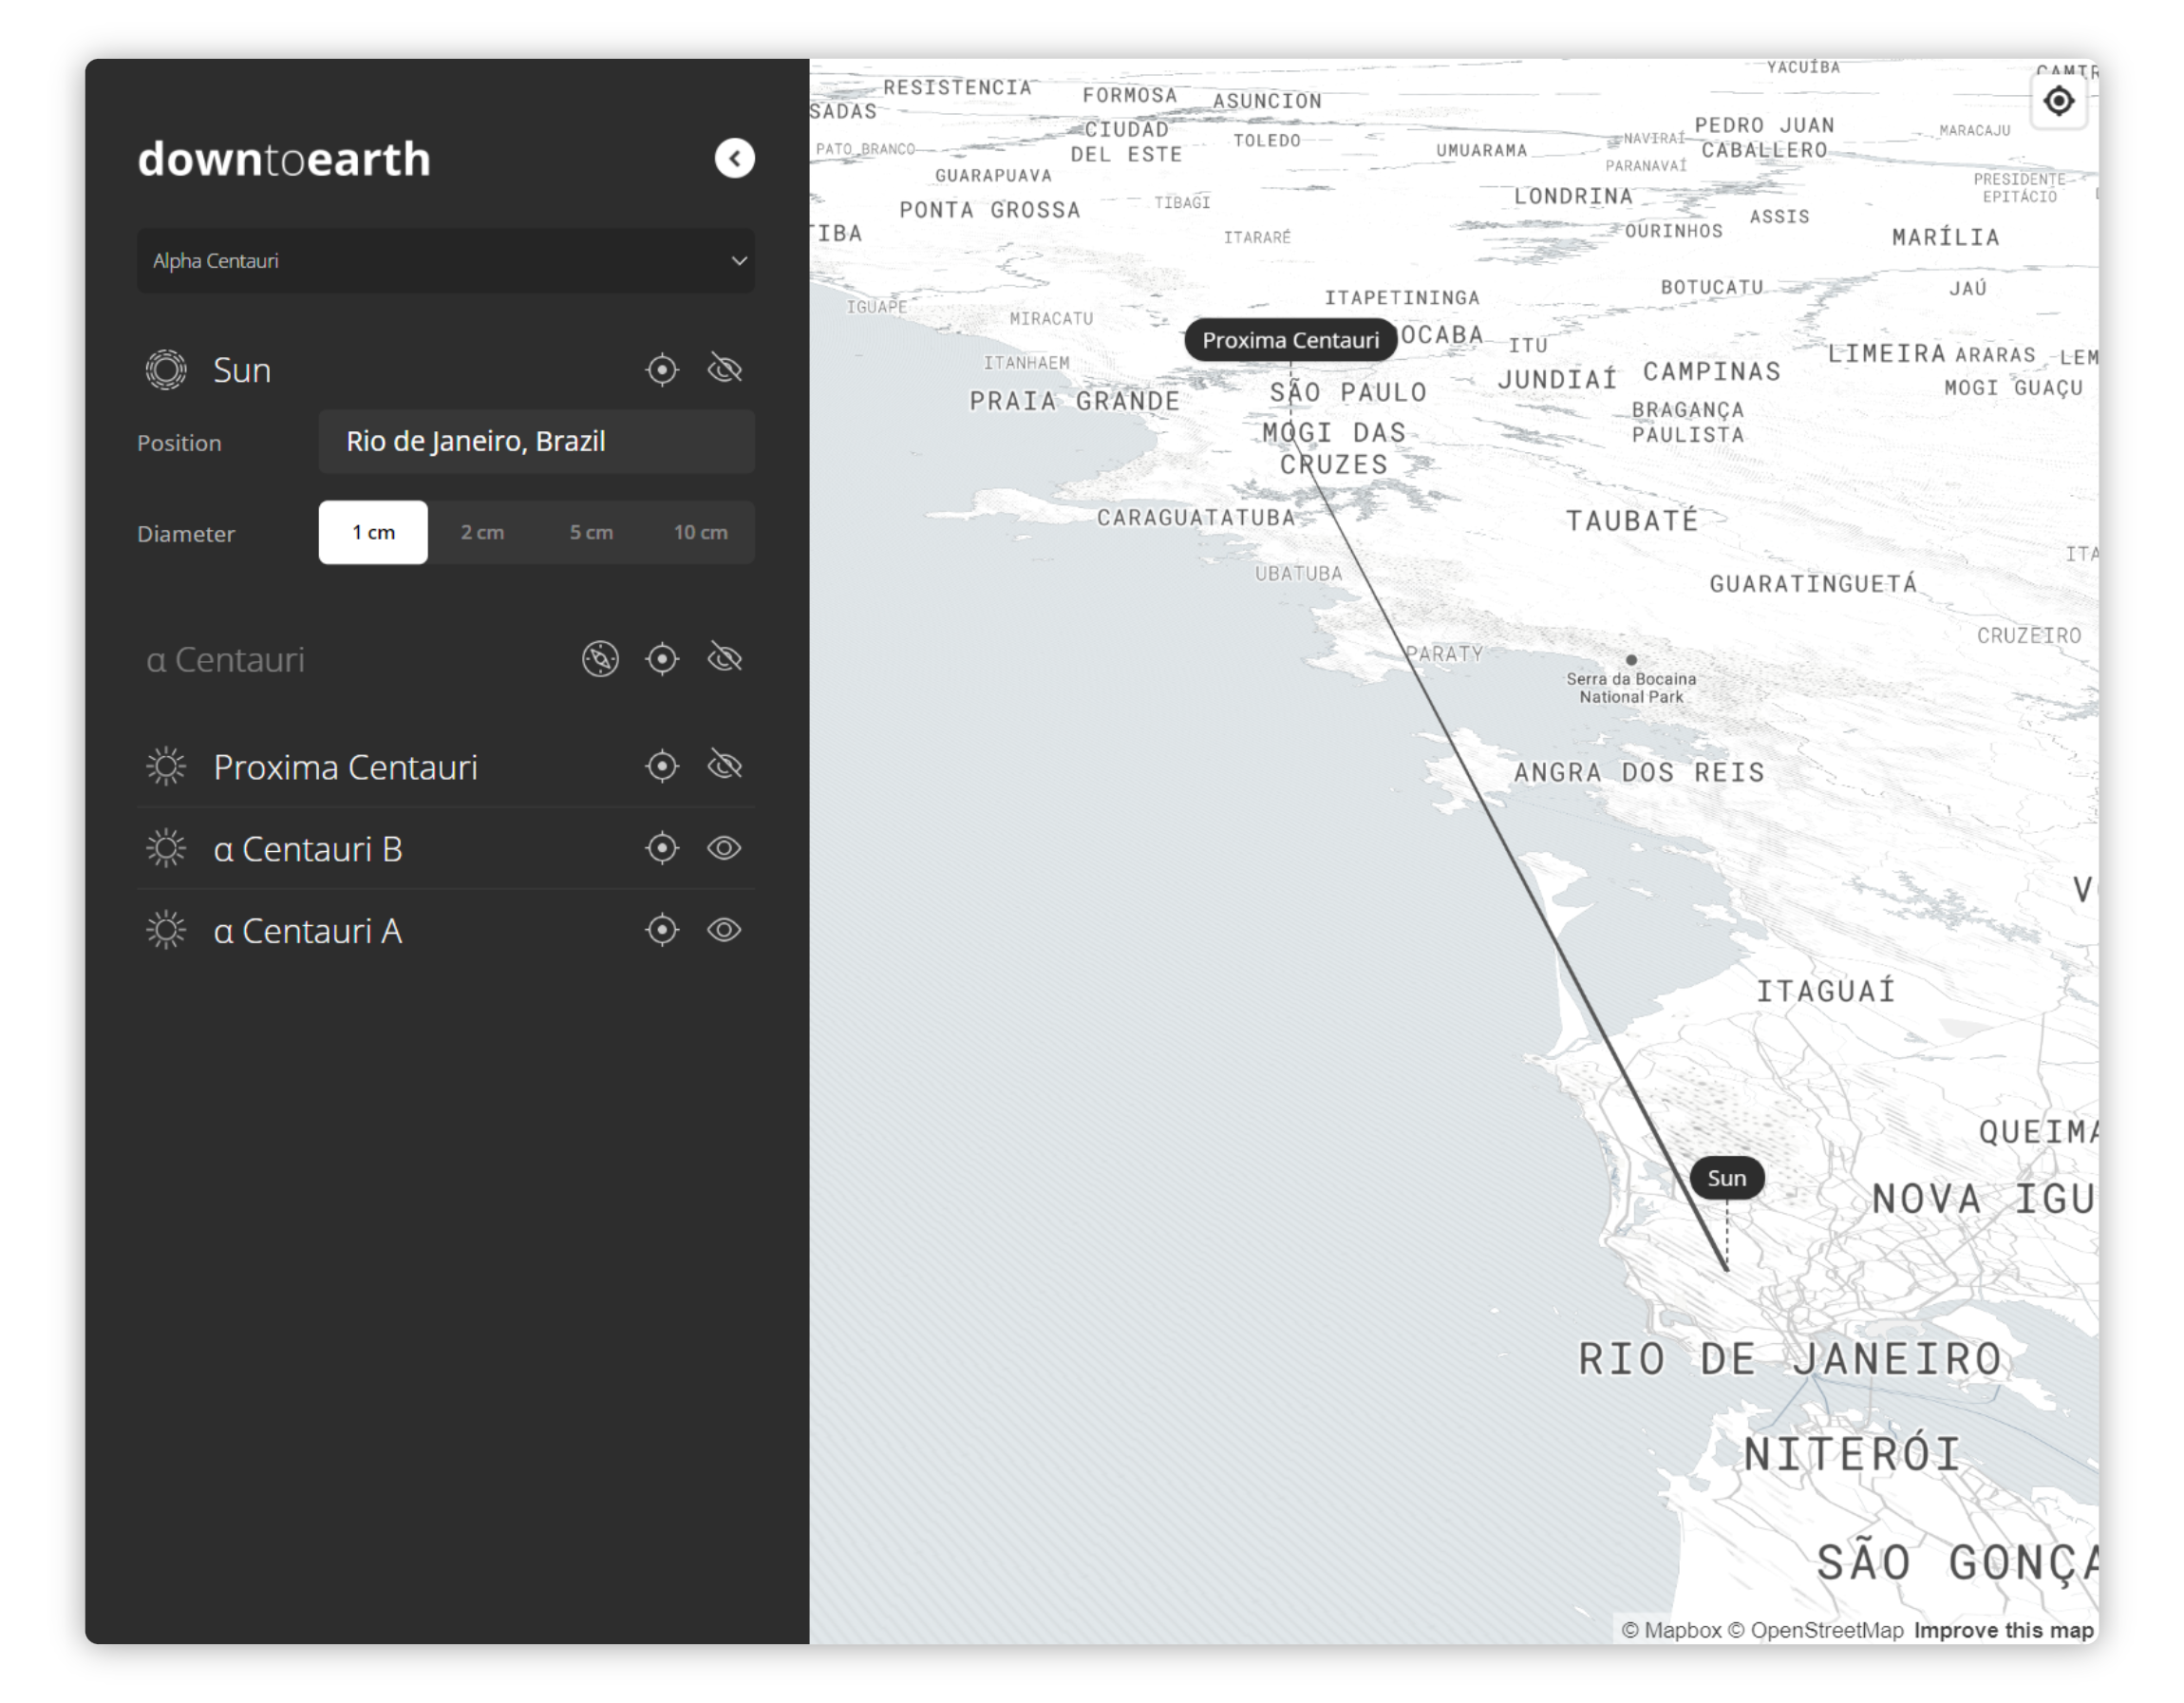 downtoearth
Alpha Centauri
Sun
Position
Rio de Janeiro, Brazil
Diameter
1 cm
2 cm
5 cm
10 cm
α Centauri
Proxima Centauri
α Centauri B
α Centauri A
YACUÍBA
RESISTENCIA
FORMOSA
ASUNCION
SADAS
CIUDAD
DEL ESTE
TOLEDO
PATO BRANCO
UMUARAMA
NAVIRAÍ
PEDRO JUAN
CABALLERO
MARACAJU
PARANAVAÍ
GUARAPUAVA
PRESIDENTE
EPITÁCIO
LONDRINA
PONTA GROSSA
TIBAGI
ASSIS
TIBA
ITARARÉ
OURINHOS
MARÍLIA
BOTUCATU
JAÚ
ITAPETININGA
IGUAPE
MIRACATU
Proxima Centauri
OCABA
ITU
LIMEIRA
ARARAS
LEM
ITANHAEM
JUNDIAÍ
CAMPINAS
MOGI GUAÇU
PRAIA GRANDE
SÃO PAULO
BRAGANÇA
PAULISTA
MOGI DAS
CRUZES
CARAGUATATUBA
TAUBATÉ
ITA
UBATUBA
GUARATINGUETÁ
CRUZEIRO
PARATY
Serra da Bocaina
National Park
ANGRA DOS REIS
V
ITAGUAÍ
QUEIMA
Sun
NOVA IGU
RIO DE JANEIRO
NITERÓI
SÃO GONÇA
© Mapbox © OpenStreetMap Improve this map